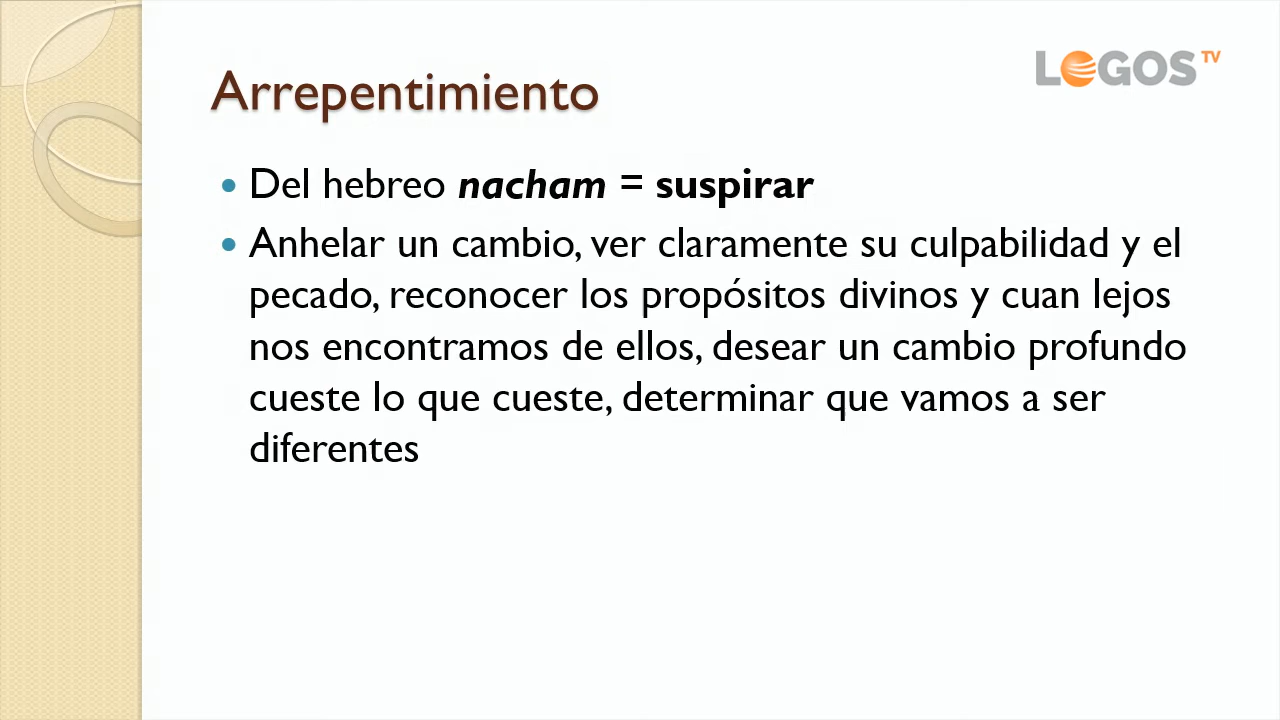 LOGOS TV
Arrepentimiento
• Del hebreo nacham = suspirar
• Anhelar un cambio, ver claramente su culpabilidad y el
pecado, reconocer los propósitos divinos y cuan lejos
nos encontramos de ellos, desear un cambio profundo
cueste lo que cueste, determinar que vamos a ser
diferentes